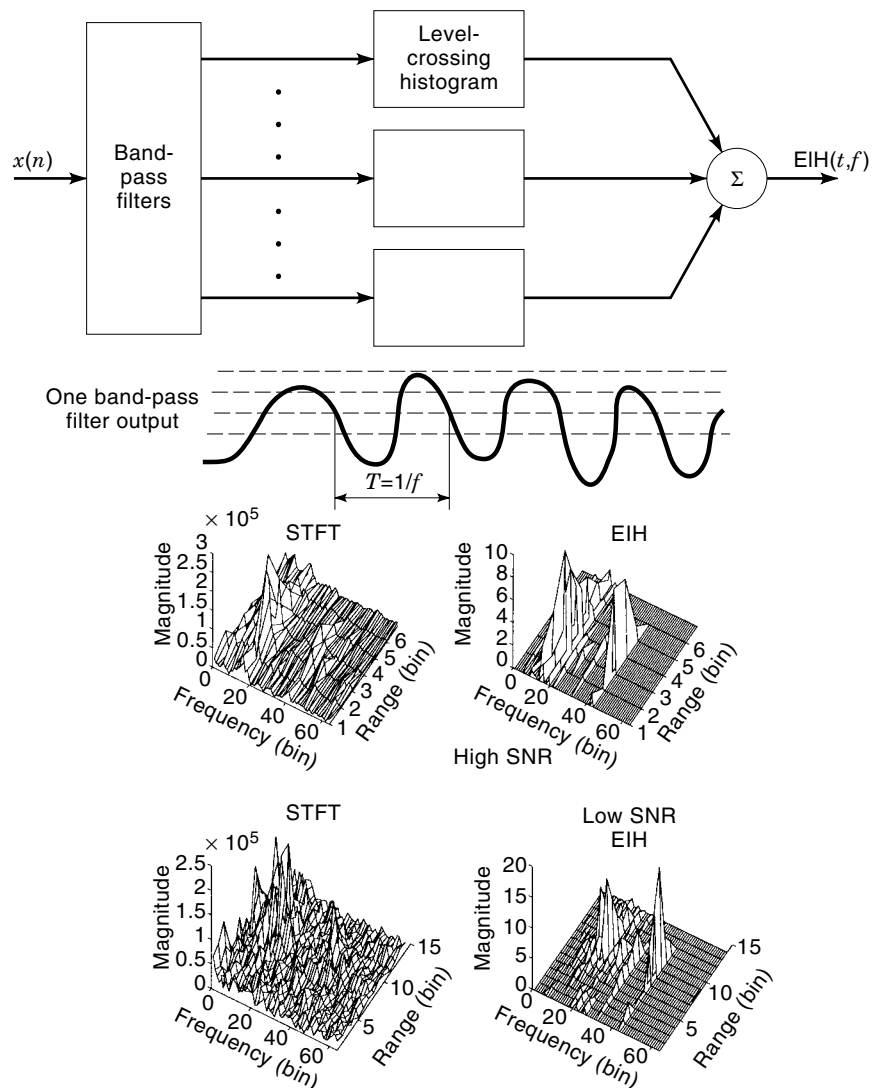 Level-
crossing
histogram
x(n)
Band-
pass
filters
Σ
EIH(t,f)
One band-pass
filter output
T=1/f
STFT
× 10⁵
3
2.5
2
1.5
1
0.5
0
Magnitude
0
20
40
60
Frequency (bin)
1
2
3
4
5
6
Range (bin)
EIH
10
8
6
4
2
0
Magnitude
0
20
40
60
Frequency (bin)
1
2
3
4
5
6
Range (bin)
High SNR
STFT
× 10⁵
2.5
2
1.5
1
0.5
0
Magnitude
0
20
40
60
Frequency (bin)
5
10
15
Range (bin)
Low SNR
EIH
20
15
10
5
0
Magnitude
0
20
40
60
Frequency (bin)
5
10
15
Range (bin)